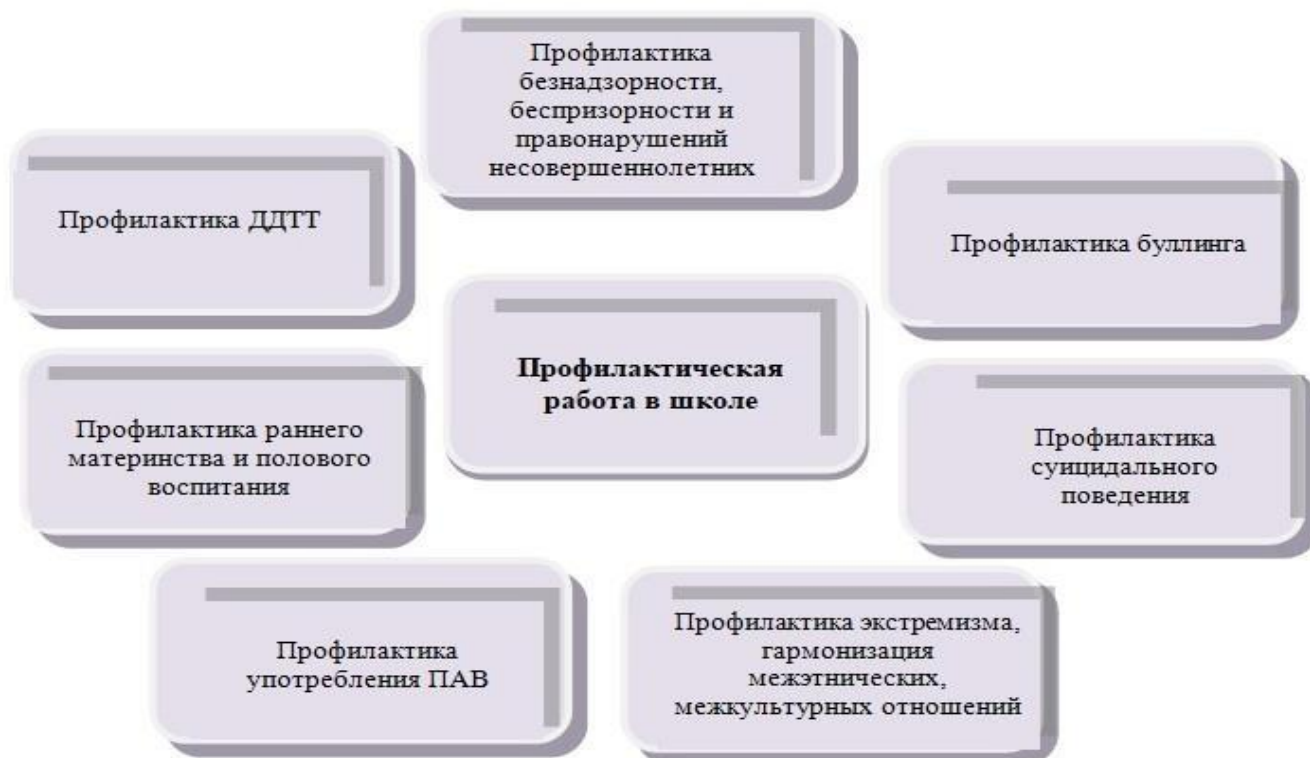 Профилактика
безнадзорности,
беспризорности и
правонарушений
несовершеннолетних
Профилактика ДДТТ
Профилактика буллинга
Профилактическая
работа в школе
Профилактика раннего
материнства и полового
воспитания
Профилактика
суицидального
поведения
Профилактика
употребления ПАВ
Профилактика экстремизма,
гармонизация
межэтнических,
межкультурных отношений